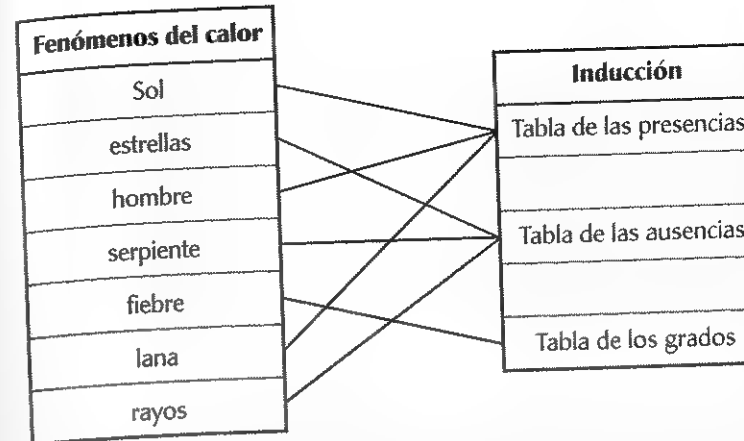 Fenómenos del calor
Sol
estrellas
hombre
serpiente
fiebre
lana
rayos
Inducción
Tabla de las presencias
Tabla de las ausencias
Tabla de los grados